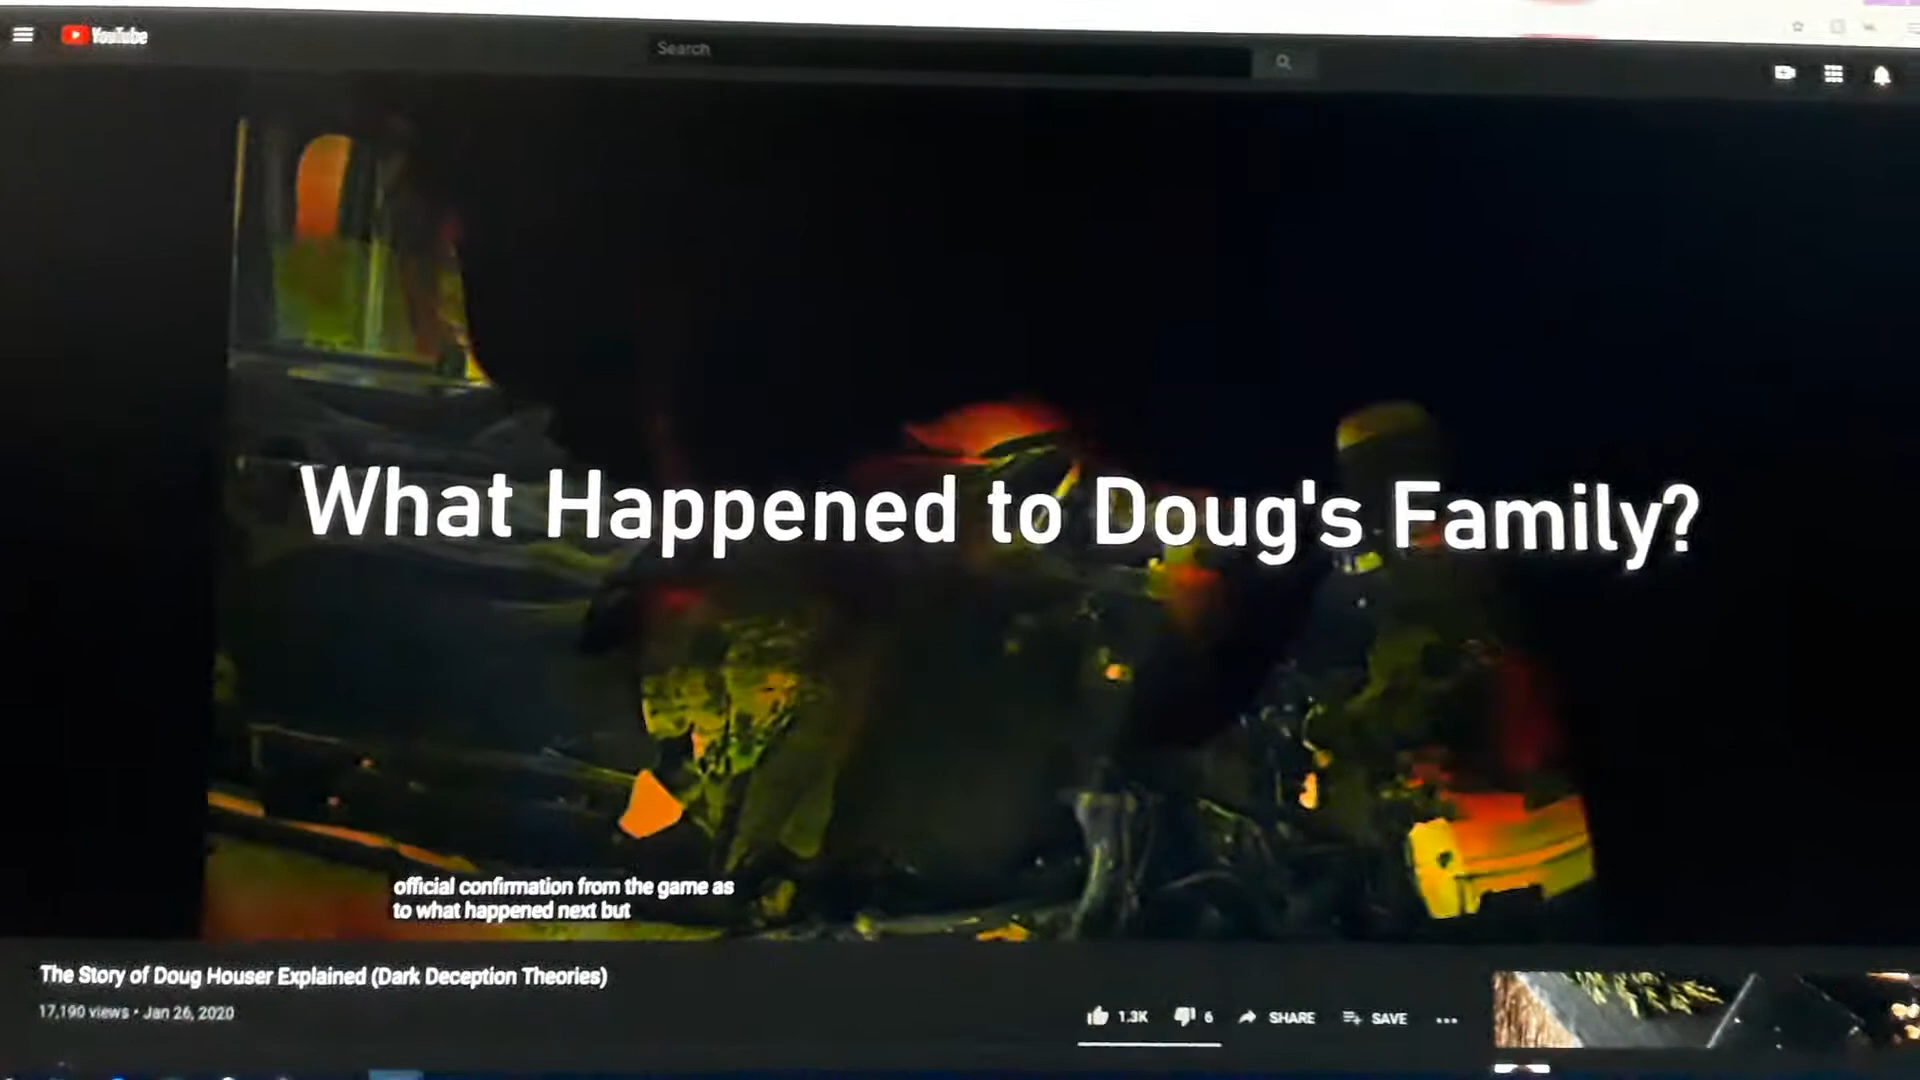 YouTube
Search
What Happened to Doug's Family?
official confirmation from the game as
to what happened next but
The Story of Doug Houser Explained (Dark Deception Theories)
17,190 views • Jan 26, 2020
1.3K
6
SHARE
SAVE